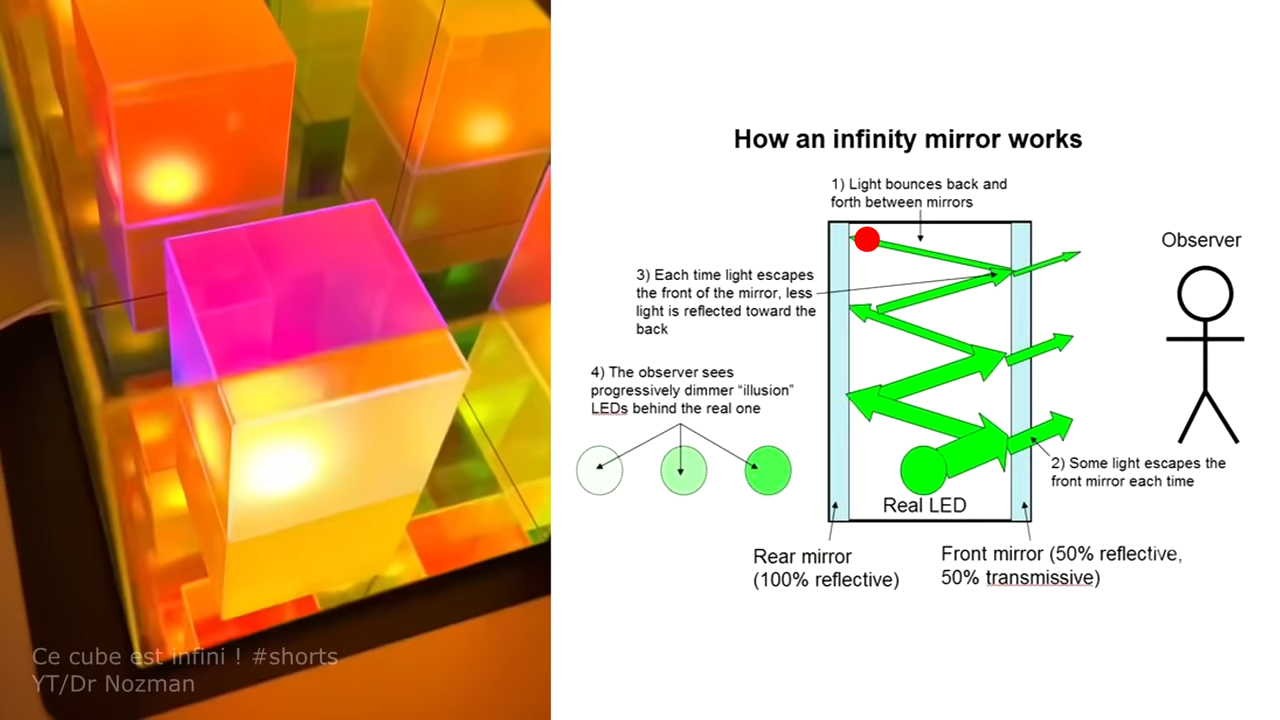 Ce cube est infini ! #shorts
YT/Dr Nozman
How an infinity mirror works
1) Light bounces back and
forth between mirrors
Observer
3) Each time light escapes
the front of the mirror, less
light is reflected toward the
back
4) The observer sees
progressively dimmer “illusion”
LEDs behind the real one
2) Some light escapes the
front mirror each time
Real LED
Rear mirror
(100% reflective)
Front mirror (50% reflective,
50% transmissive)